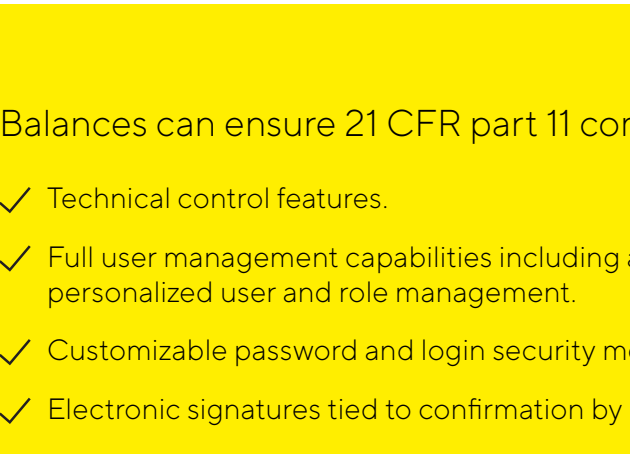 Balances can ensure 21 CFR part 11
Technical control features.
Full user management capabilities including
personalized user and role management.
Customizable password and login security
Electronic signatures tied to confirmation by